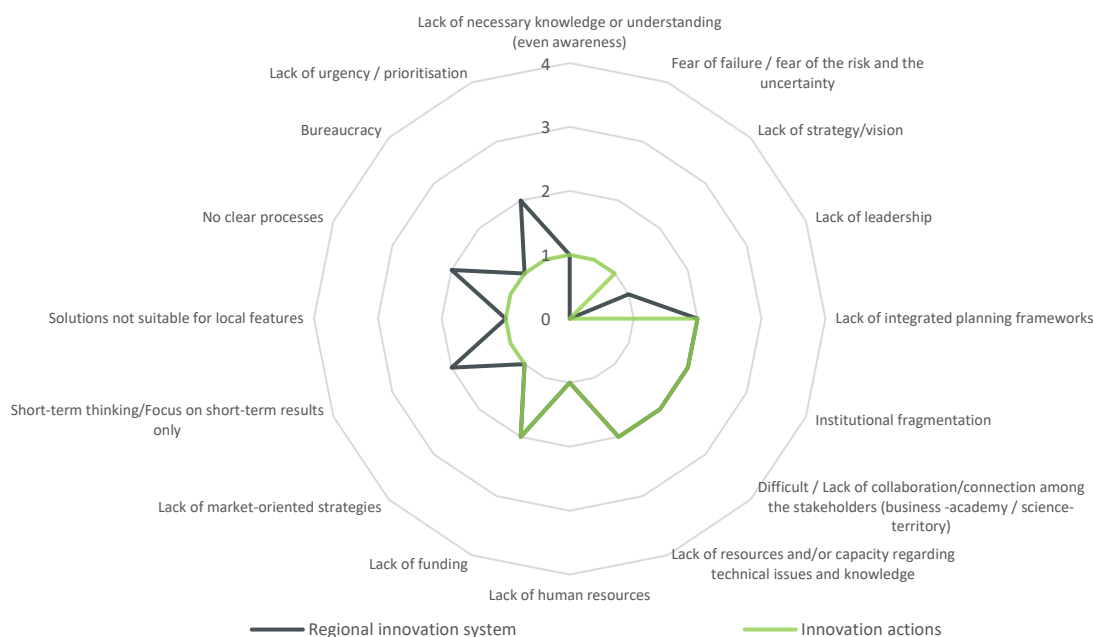 Lack of necessary knowledge or understanding
(even awareness)
Lack of urgency / prioritisation
Fear of failure / fear of the risk and the
uncertainty
Bureaucracy
Lack of strategy/vision
No clear processes
Lack of leadership
Solutions not suitable for local features
Lack of integrated planning frameworks
Short-term thinking/Focus on short-term results
only
Institutional fragmentation
Lack of market-oriented strategies
Difficult / Lack of collaboration/connection among
the stakeholders (business -academy / science-
territory)
Lack of funding
Lack of resources and/or capacity regarding
technical issues and knowledge
Lack of human resources
4
3
2
1
0
Regional innovation system
Innovation actions